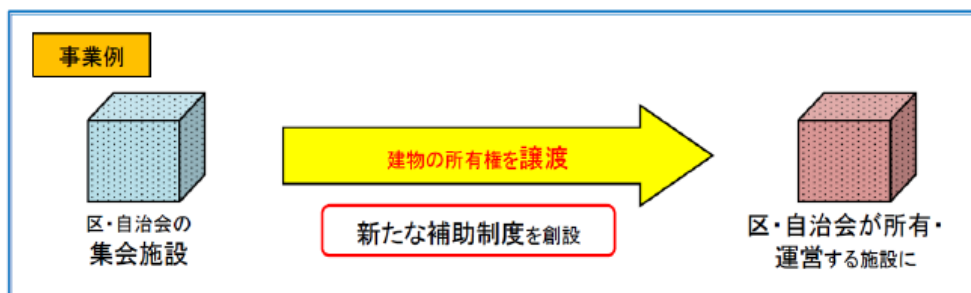 事業例
建物の所有権を譲渡
新たな補助制度を創設
区・自治会の
集会施設
区・自治会が所有・
運営する施設に